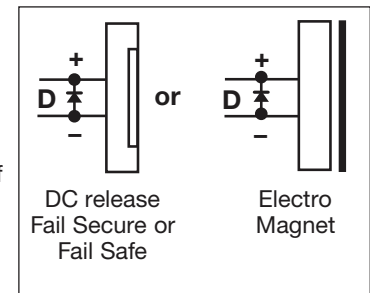 +
D
–
or
+
D
–
f
DC release
Fail Secure or
Fail Safe
Electro
Magnet